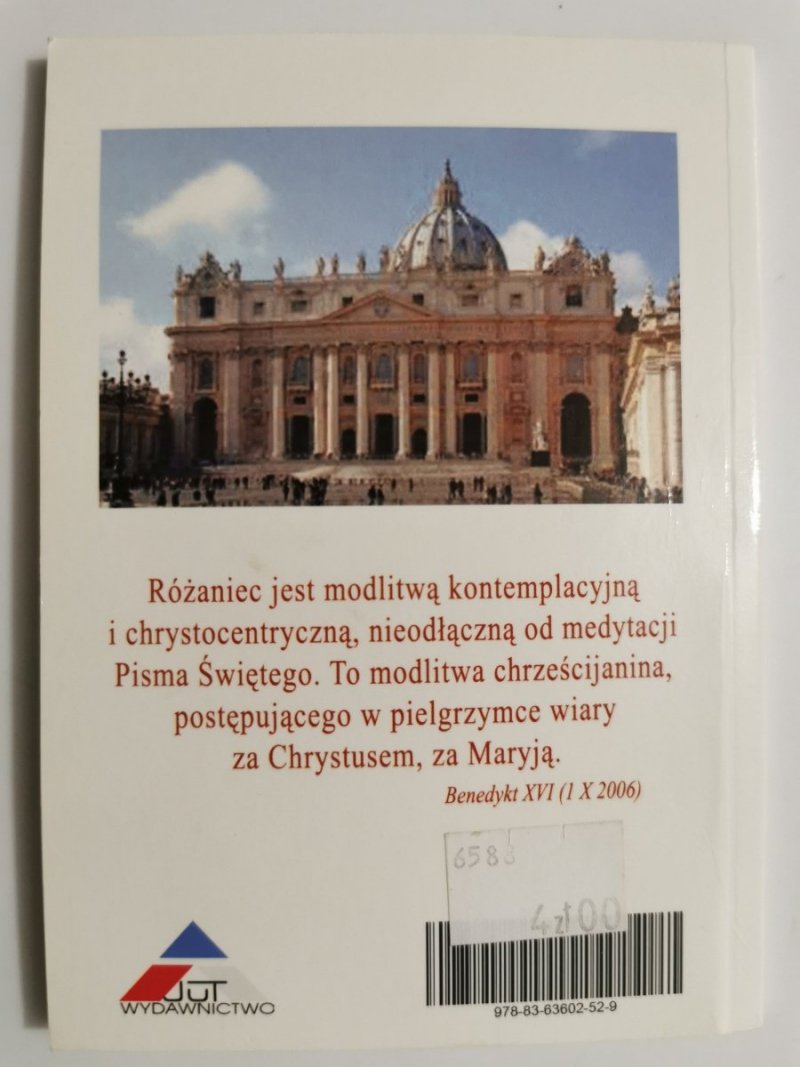 Różaniec jest modlitwą kontemplacyjną
i chrystocentryczną, nieodłączną od medytacji
Pisma Świętego. To modlitwa chrześcijanina,
postępującego w pielgrzymce wiary
za Chrystusem, za Maryją.
Benedykt XVI (1 X 2006)
6588
4zł00
JUT
WYDAWNICTWO
978-83-63602-52-9